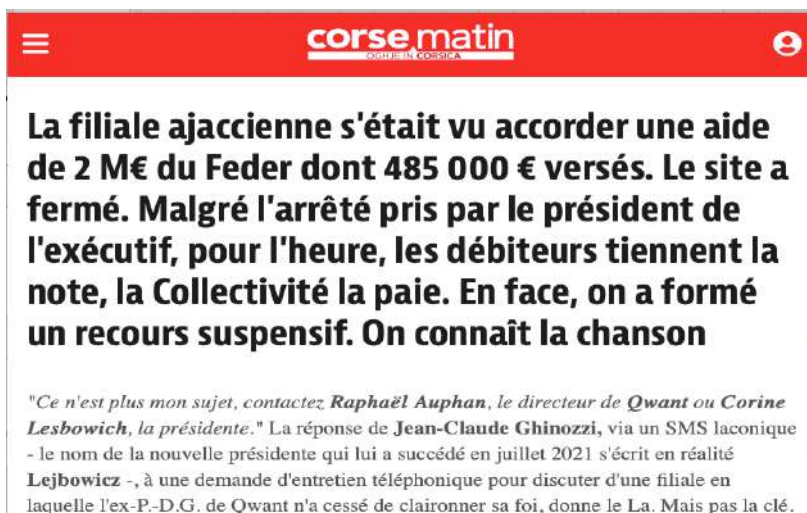 corse matin
OGHJE IN CORSICA
La filiale ajaccienne s'était vu accorder une aide
de 2 M€ du Feder dont 485 000 € versés. Le site a
fermé. Malgré l'arrêté pris par le président de
l'exécutif, pour l'heure, les débiteurs tiennent la
note, la Collectivité la paie. En face, on a formé
un recours suspensif. On connaît la chanson
"Ce n'est plus mon sujet, contactez Raphaël Auphan, le directeur de Qwant ou Corine
Lesbowich, la présidente." La réponse de Jean-Claude Ghinozzi, via un SMS laconique
- le nom de la nouvelle présidente qui lui a succédé en juillet 2021 s'écrit en réalité
Lejbowicz -, à une demande d'entretien téléphonique pour discuter d'une filiale en
laquelle l'ex-P.-D.G. de Qwant n'a cessé de claironner sa foi, donne le La. Mais pas la clé.